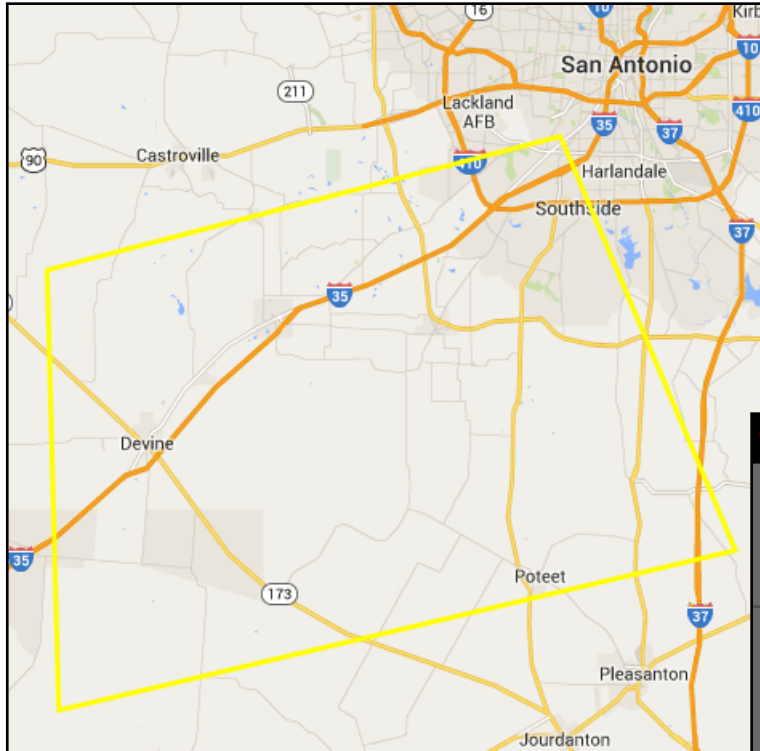 16
10
Kirb
San Antonio
10
211
Lackland
AFB
410
35
37
90
Castroville
410
Harlandale
Southside
37
35
Devine
35
173
Poteet
37
Pleasanton
Jourdanton